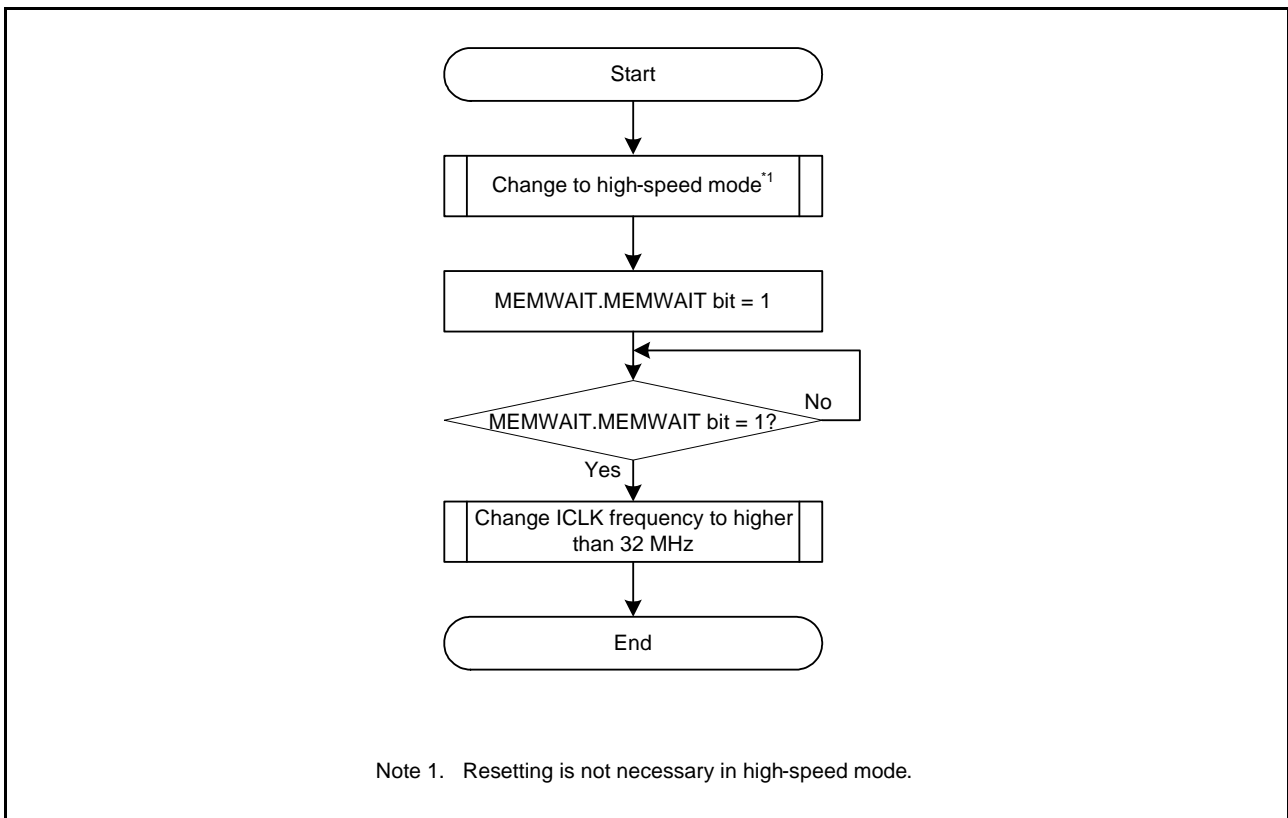 Start
Change to high-speed mode*1
MEMWAIT.MEMWAIT bit = 1
MEMWAIT.MEMWAIT bit = 1?
No
Yes
Change ICLK frequency to higher
than 32 MHz
End
Note 1. Resetting is not necessary in high-speed mode.